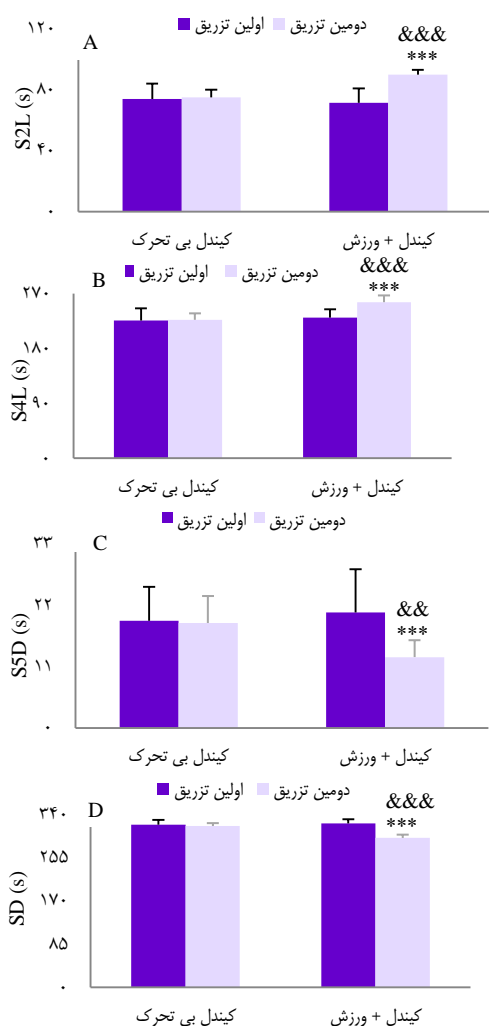 ۱۲۰
اولین تزریق دومین تزریق
A
&&&
***
۸۰
S2L (s)
۴۰
۰
کیندل بی تحرک کیندل + ورزش
اولین تزریق دومین تزریق
B
&&&
***
۲۷۰
۱۸۰
S4L (s)
۹۰
۰
کیندل بی تحرک کیندل + ورزش
اولین تزریق دومین تزریق
۳۳
C
۲۲
&&
***
S5D (s)
۱۱
۰
کیندل بی تحرک کیندل + ورزش
اولین تزریق دومین تزریق
۳۴۰
D
&&&
***
۲۵۵
SD (s)
۱۷۰
۸۵
۰
کیندل بی تحرک کیندل + ورزش